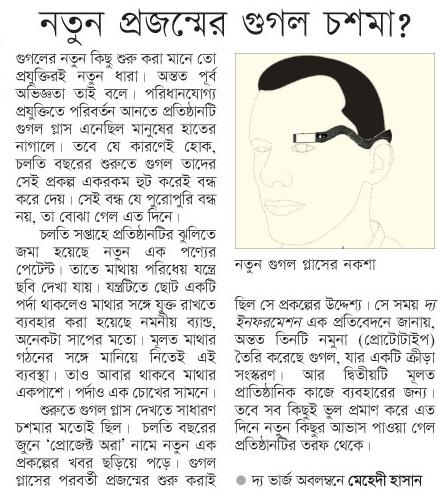 নতুন প্রজন্মের গুগল চশমা?
গুগলের নতুন কিছু শুরু করা মানে তো
প্রযুক্তিরই নতুন ধারা। অন্তত পূর্ব
অভিজ্ঞতা তাই বলে। পরিধানযোগ্য
প্রযুক্তিতে পরিবর্তন আনতে প্রতিষ্ঠানটি
গুগল গ্লাস এনেছিল মানুষের হাতের
নাগালে। তবে যে কারণেই হোক,
চলতি বছরের শুরুতে গুগল তাদের
সেই প্রকল্প একরকম হুট করেই বন্ধ
করে দেয়। সেই বন্ধ যে পুরোপুরি বন্ধ
নয়, তা বোঝা গেল এত দিনে।
চলতি সপ্তাহে প্রতিষ্ঠানটির ঝুলিতে
জমা হয়েছে নতুন এক পণ্যের
পেটেন্ট। তাতে মাথায় পরিধেয় যন্ত্রে
ছবি দেখা যায়। যন্ত্রটিতে ছোট একটি
পর্দা থাকলেও মাথার সঙ্গে যুক্ত রাখতে
ব্যবহার করা হয়েছে নমনীয় ব্যান্ড,
অনেকটা সাপের মতো। মূলত মাথার
গঠনের সঙ্গে মানিয়ে নিতেই এই
ব্যবস্থা। তাও আবার থাকবে মাথার
একপাশে। পর্দাও এক চোখের সামনে।
শুরুতে গুগল গ্লাস দেখতে সাধারণ
চশমার মতোই ছিল। চলতি বছরের
জুনে ‘প্রোজেক্ট অরা’ নামে নতুন এক
প্রকল্পের খবর ছড়িয়ে পড়ে। গুগল
গ্লাসের পরবর্তী প্রজন্মের শুরু করাই
নতুন গুগল গ্লাসের নকশা
ছিল সে প্রকল্পের উদ্দেশ্য। সে সময় দ্য
ইনফরমেশন এক প্রতিবেদনে জানায়,
অন্তত তিনটি নমুনা (প্রোটোটাইপ)
তৈরি করেছে গুগল, যার একটি ক্রীড়া
সংস্করণ। আর দ্বিতীয়টি মূলত
প্রাতিষ্ঠানিক কাজে ব্যবহারের জন্য।
তবে সব কিছুই ভুল প্রমাণ করে এত
দিনে নতুন কিছুর আভাস পাওয়া গেল
প্রতিষ্ঠানটির তরফ থেকে।
● দ্য ভার্জ অবলম্বনে মেহেদী হাসান